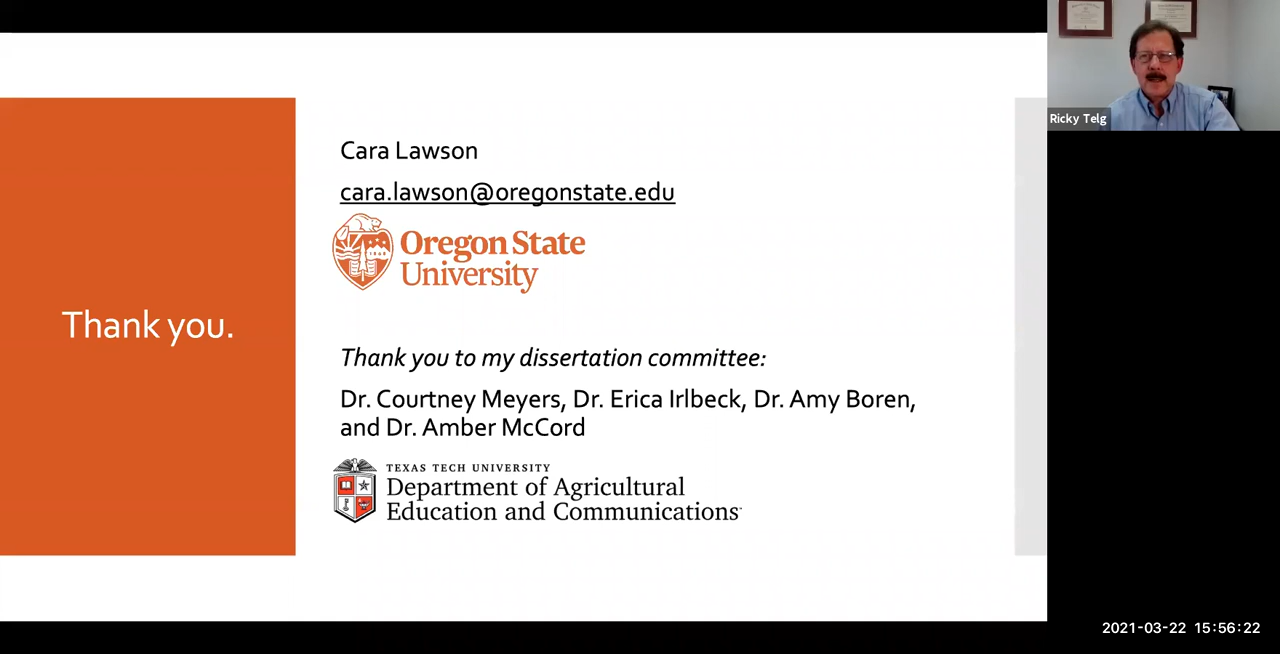 Thank you.
Cara Lawson
cara.lawson@oregonstate.edu
Oregon State
University
Thank you to my dissertation committee:
Dr. Courtney Meyers, Dr. Erica Irlbeck, Dr. Amy Boren,
and Dr. Amber McCord
TEXAS TECH UNIVERSITY
Department of Agricultural
Education and Communications
Ricky Telg
2021-03-22 15:56:22